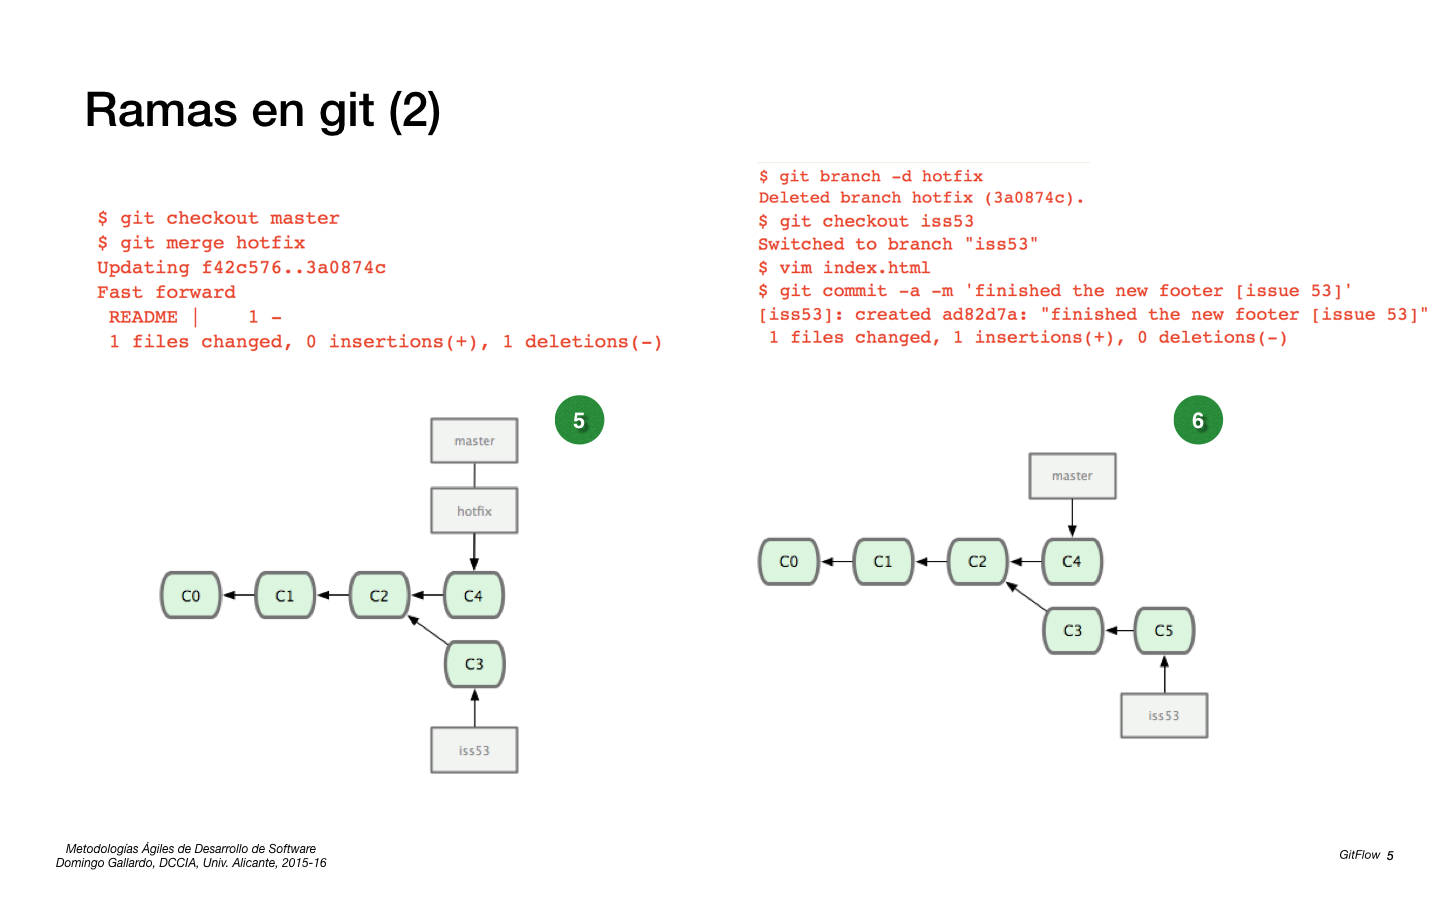 Ramas en git (2)
$ git checkout master
$ git merge hotfix
Updating f42c576..3a0874c
Fast forward
 README |    1 -
 1 files changed, 0 insertions(+), 1 deletions(-)
5
master
hotfix
C0
C1
C2
C4
C3
iss53
$ git branch -d hotfix
Deleted branch hotfix (3a0874c).
$ git checkout iss53
Switched to branch "iss53"
$ vim index.html
$ git commit -a -m 'finished the new footer [issue 53]'
[iss53]: created ad82d7a: "finished the new footer [issue 53]"
 1 files changed, 1 insertions(+), 0 deletions(-)
6
master
C0
C1
C2
C4
C3
C5
iss53
Metodologías Ágiles de Desarrollo de Software
Domingo Gallardo, DCCIA, Univ. Alicante, 2015-16
GitFlow 5